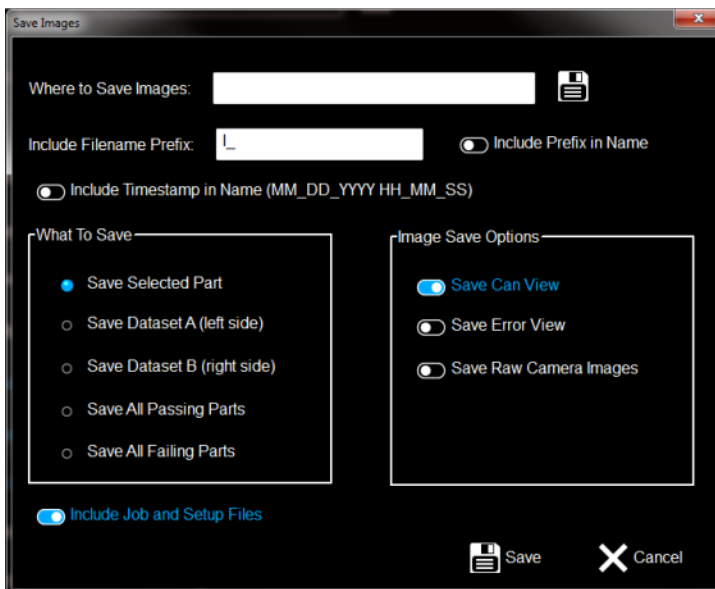 Save Images
Where to Save Images:
Include Filename Prefix:
I_
Include Prefix in Name
Include Timestamp in Name (MM_DD_YYYY HH_MM_SS)
What To Save
Save Selected Part
Save Dataset A (left side)
Save Dataset B (right side)
Save All Passing Parts
Save All Failing Parts
Image Save Options
Save Can View
Save Error View
Save Raw Camera Images
Include Job and Setup Files
Save
Cancel